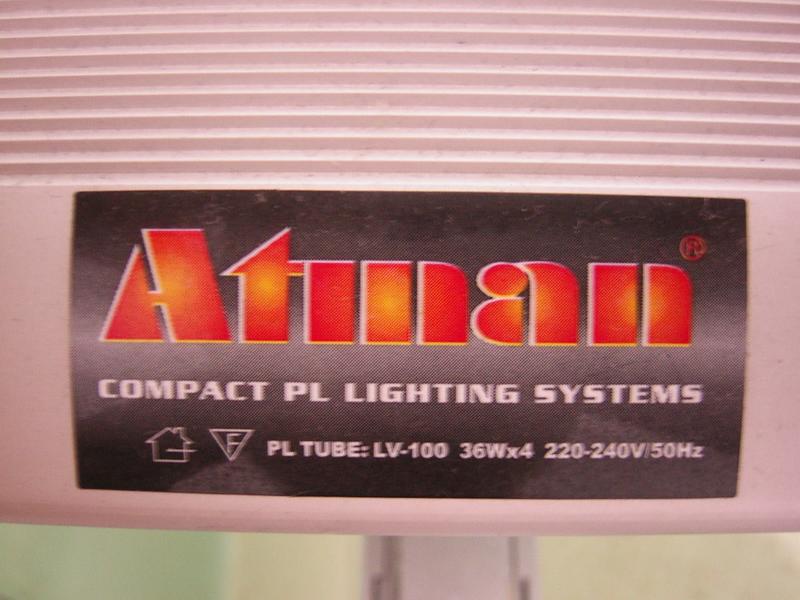 Atman®
COMPACT PL LIGHTING SYSTEMS
F PL TUBE: LV-100 36Wx4 220-240V/50Hz